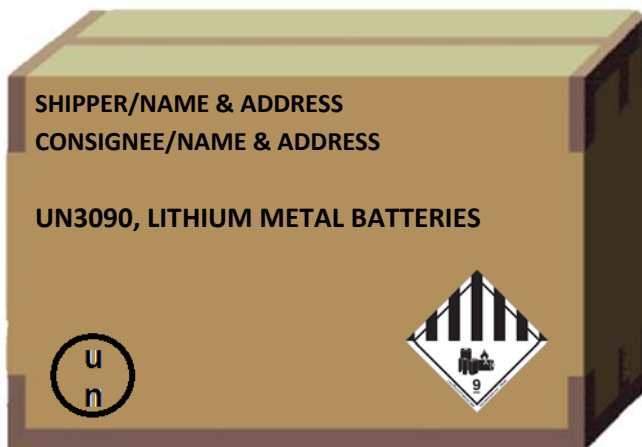 SHIPPER/NAME & ADDRESS
CONSIGNEE/NAME & ADDRESS
UN3090, LITHIUM METAL BATTERIES
u
n
9